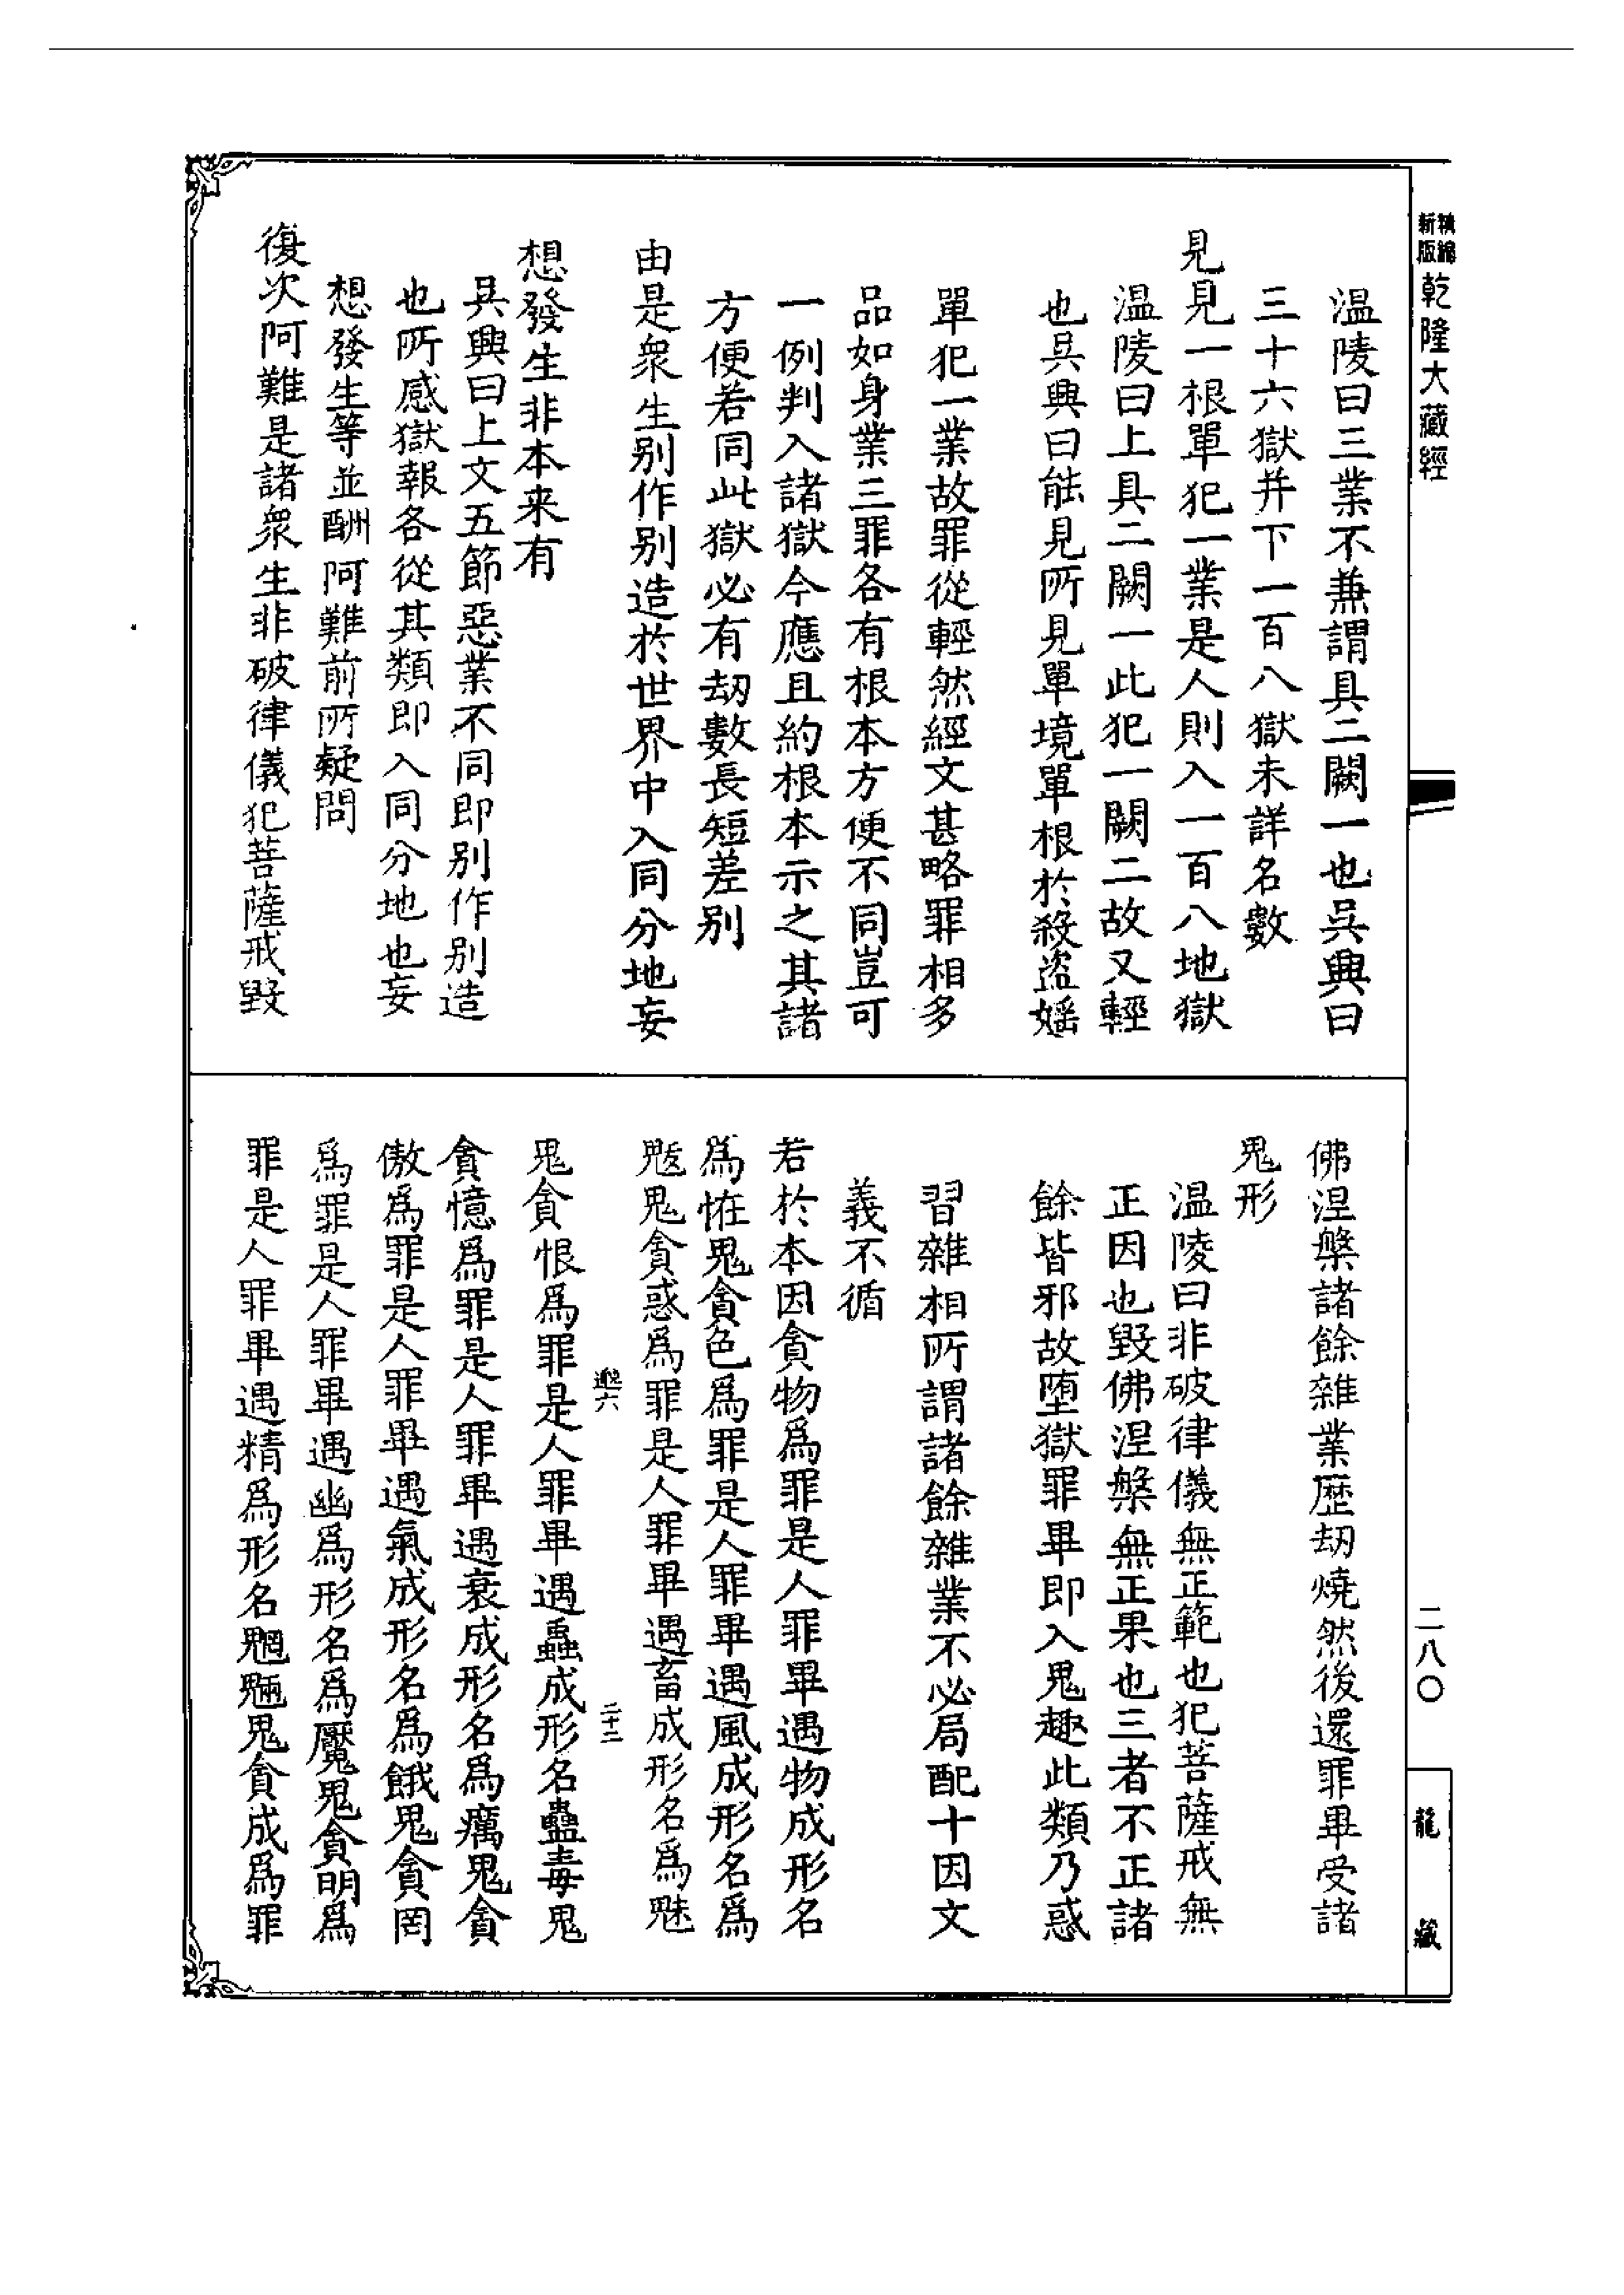 精編
新版
乾隆大藏經
温陵曰三業不兼謂具二闕一也吳興曰
三十六獄并下一百八獄未詳名數
見見一根單犯一業是人則入一百八地獄
温陵曰上具二闕一此犯一闕二故又輕
也吳興曰能見所見單境單根於殺盜婬
單犯一業故罪從輕然經文甚略罪相多
品如身業三罪各有根本方便不同豈可
一例判入諸獄今應且約根本示之其諸
方便若同此獄必有劫數長短差別
由是衆生别作别造於世界中入同分地妄
想發生非本来有
吳興曰上文五節惡業不同即别作别造
也所感獄報各從其類即入同分地也妄
想發生等並酬阿難前所疑問
復次阿難是諸衆生非破律儀犯菩薩戒毀
佛涅槃諸餘雜業歷劫燒然後還罪畢受諸
鬼形
温陵曰非破律儀無正範也犯菩薩戒無
正因也毀佛涅槃無正果也三者不正諸
餘皆邪故堕獄罪畢即入鬼趣此類乃惑
習雜相所謂諸餘雜業不必局配十因文
義不循
若於本因貪物爲罪是人罪畢遇物成形名
爲恠鬼貪色爲罪是人罪畢遇風成形名爲
魃鬼貪惑爲罪是人罪畢遇畜成形名爲魅
鬼貪恨爲罪是人罪畢遇蟲成形名蠱毒鬼
貪憶爲罪是人罪畢遇衰成形名爲癘鬼貪
傲爲罪是人罪畢遇氣成形名爲餓鬼貪罔
爲罪是人罪畢遇幽爲形名爲魘鬼貪明爲
罪是人罪畢遇精爲形名魍魎鬼貪成爲罪
二十二
二八〇
龍藏